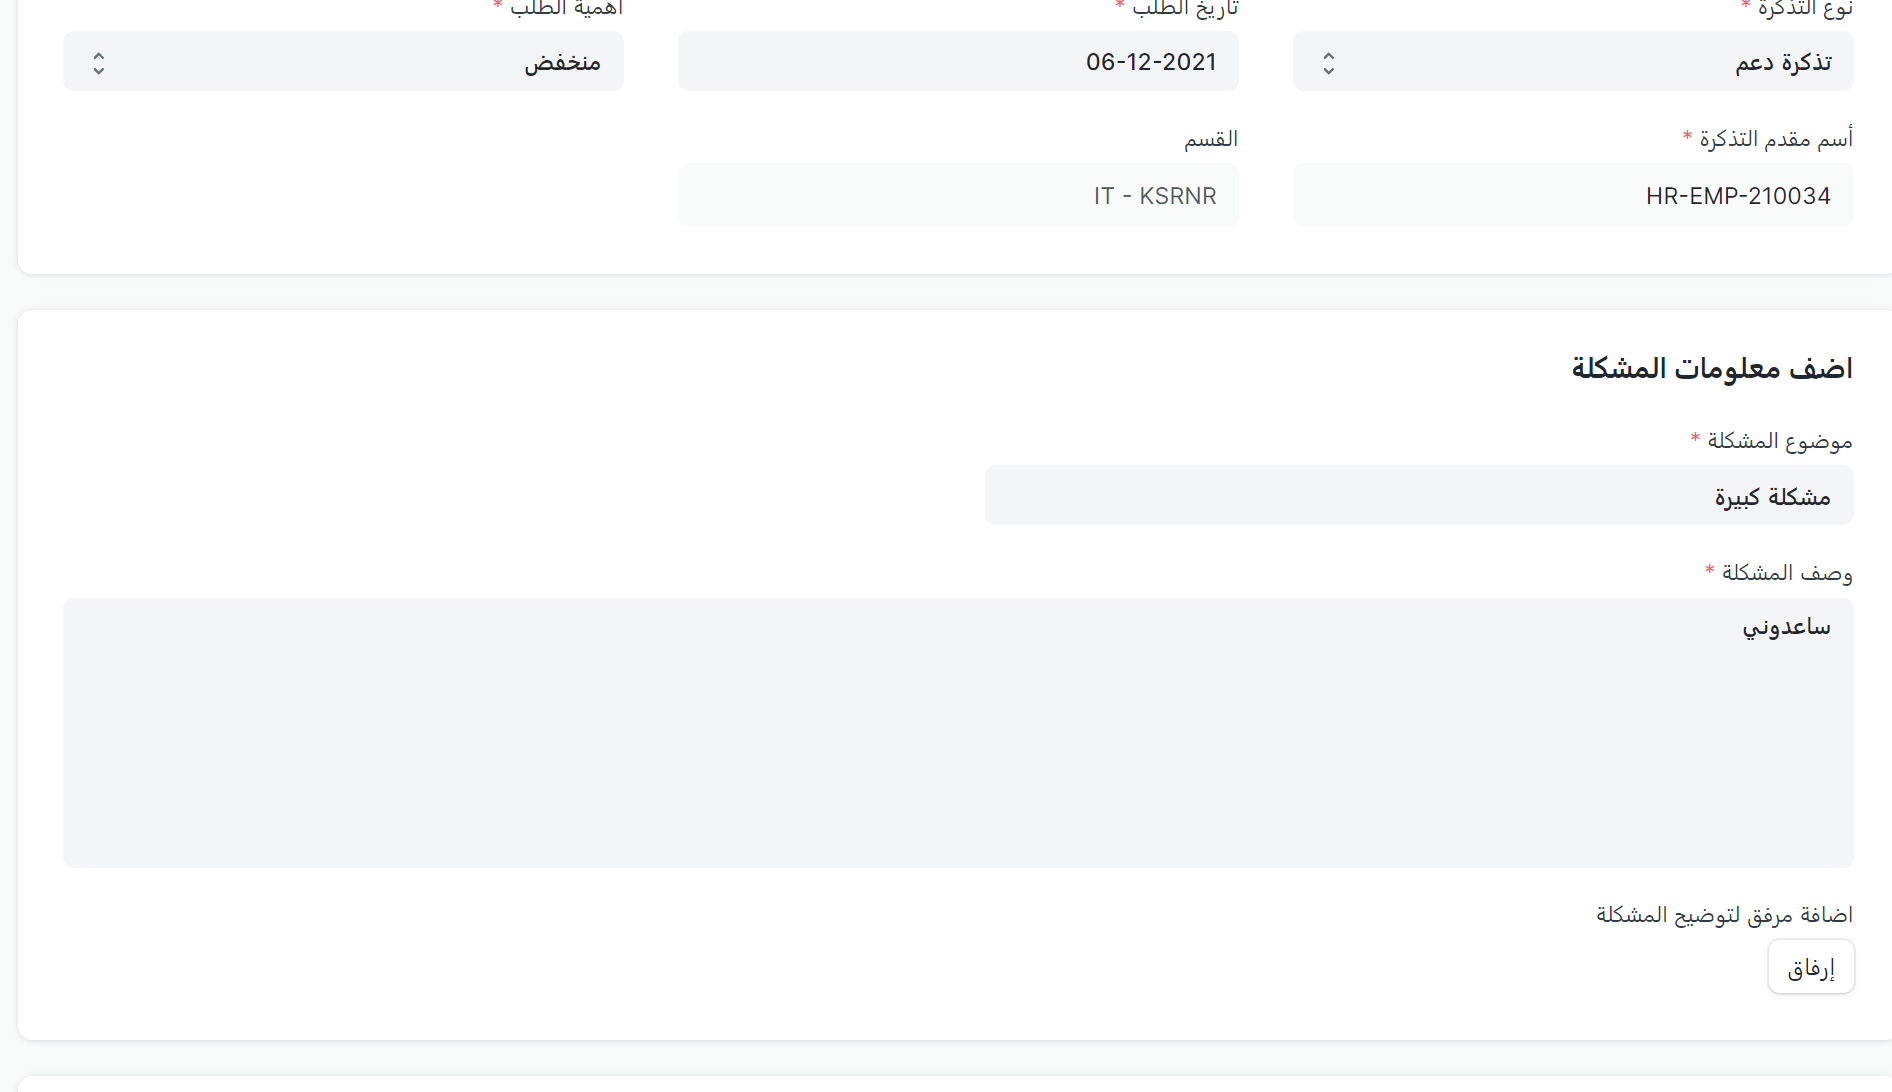 نوع التذكرة *
تاريخ الطلب *
اهمية الطلب *
تذكرة دعم
06-12-2021
منخفض
أسم مقدم التذكرة *
القسم
HR-EMP-210034
IT - KSRNR
اضف معلومات المشكلة
موضوع المشكلة *
مشكلة كبيرة
وصف المشكلة *
ساعدوني
اضافة مرفق لتوضيح المشكلة
إرفاق